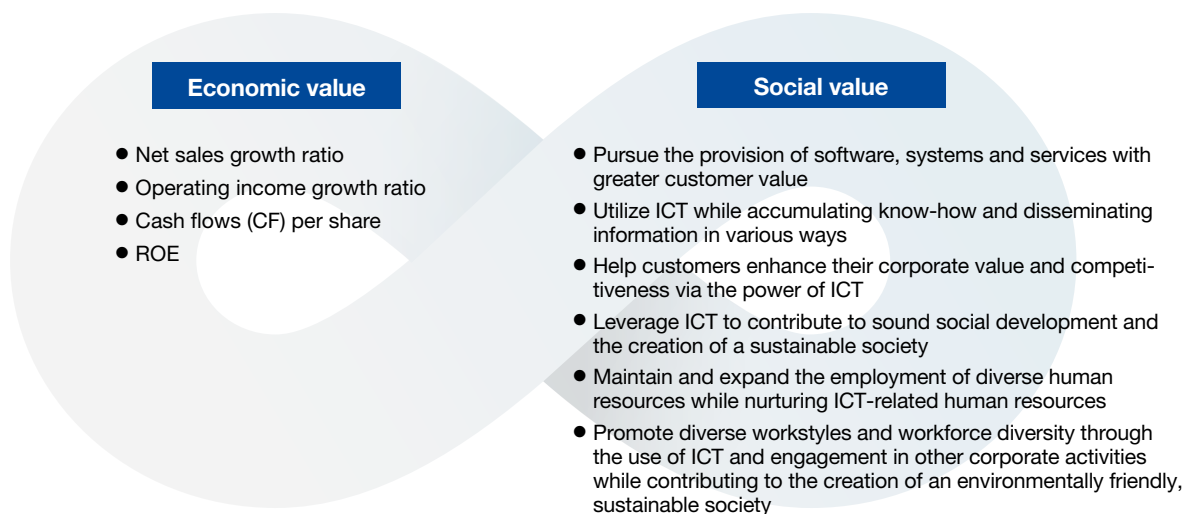 Economic value
● Net sales growth ratio
● Operating income growth ratio
● Cash flows (CF) per share
● ROE
Social value
● Pursue the provision of software, systems and services with
greater customer value
● Utilize ICT while accumulating know-how and disseminating
information in various ways
● Help customers enhance their corporate value and competi-
tiveness via the power of ICT
● Leverage ICT to contribute to sound social development and
the creation of a sustainable society
● Maintain and expand the employment of diverse human
resources while nurturing ICT-related human resources
● Promote diverse workstyles and workforce diversity through
the use of ICT and engagement in other corporate activities
while contributing to the creation of an environmentally friendly,
sustainable society